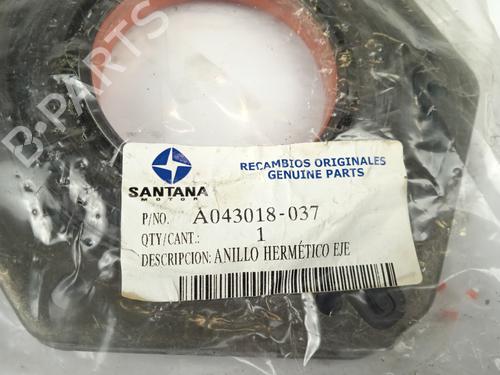 B-PARTS
SANTANA
MOTOR
RECAMBIOS ORIGINALES
GENUINE PARTS
P/NO. A043018-037
QTY/CANT.: 1
DESCRIPCION: ANILLO HERMÉTICO EJE